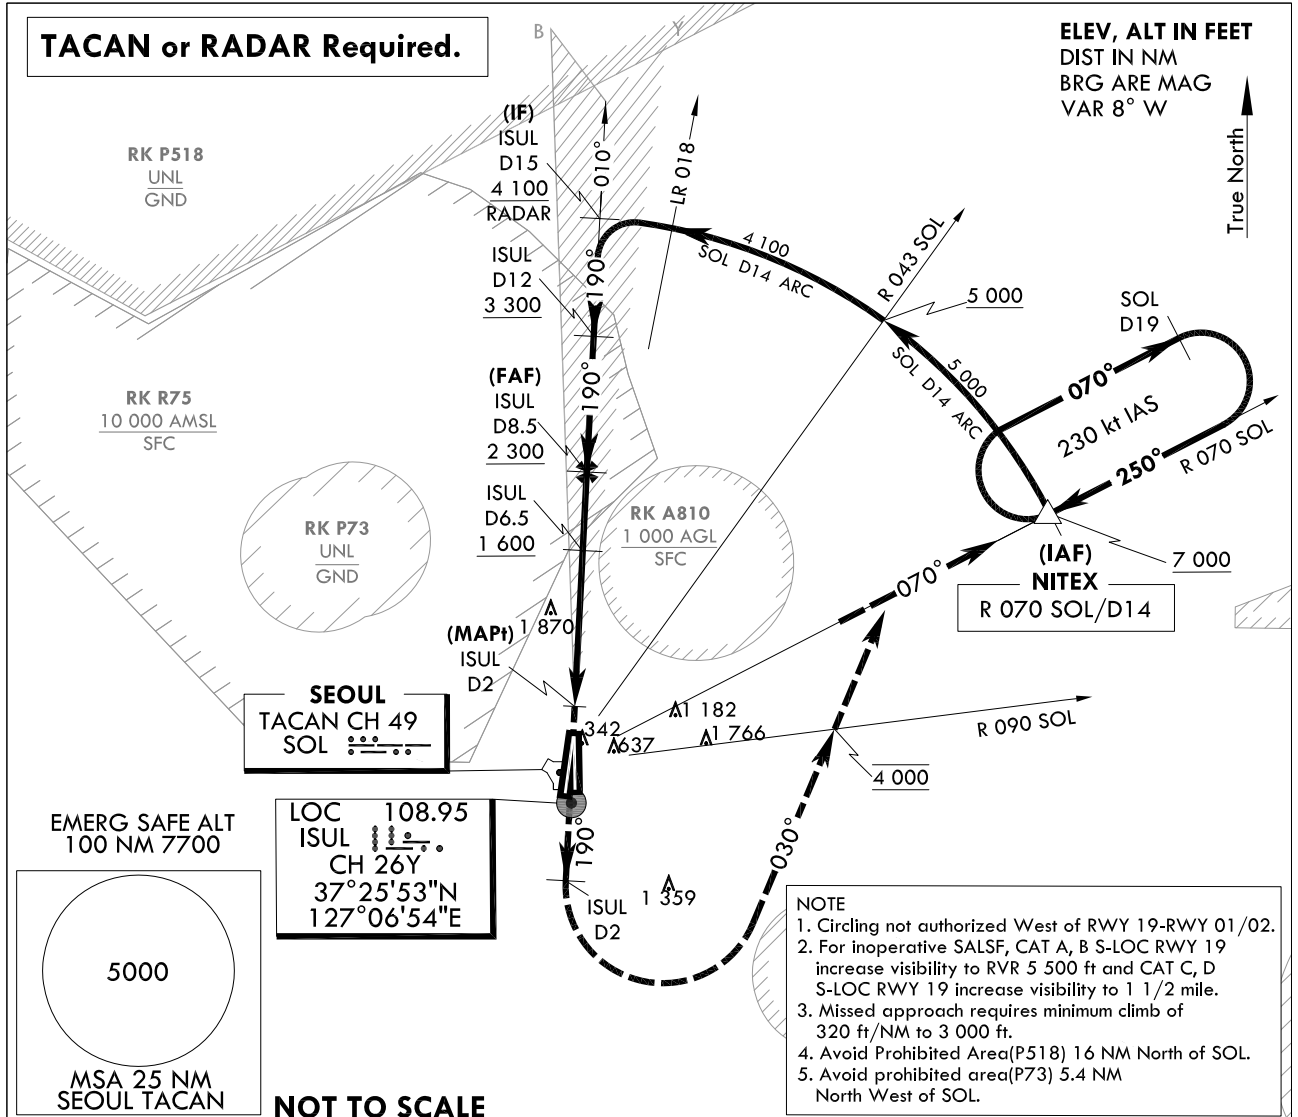 TACAN or RADAR Required.
B
Y
ELEV, ALT IN FEET
DIST IN NM
BRG ARE MAG
VAR 8° W
True North
RK P518
UNL
GND
(IF)
ISUL
D15
4 100
RADAR
010°
LR 018
ISUL
D12
3 300
190°
4 100
SOL D14 ARC
R 043 SOL
5 000
SOL
D19
5 000
SOL D14 ARC
070°
230 kt IAS
250°
R 070 SOL
RK R75
10 000 AMSL
SFC
(FAF)
ISUL
D8.5
2 300
190°
ISUL
D6.5
1 600
RK P73
UNL
GND
RK A810
1 000 AGL
SFC
070°
(IAF)
NITEX
R 070 SOL/D14
7 000
1 870
(MAPt)
ISUL
D2
SEOUL
TACAN CH 49
SOL
342
637
1 182
1 766
R 090 SOL
4 000
LOC 108.95
ISUL
CH 26Y
37°25'53"N
127°06'54"E
190°
030°
ISUL
D2
1 359
EMERG SAFE ALT
100 NM 7700
5000
MSA 25 NM
SEOUL TACAN
NOT TO SCALE
NOTE
1. Circling not authorized West of RWY 19-RWY 01/02.
2. For inoperative SALSF, CAT A, B S-LOC RWY 19
increase visibility to RVR 5 500 ft and CAT C, D
S-LOC RWY 19 increase visibility to 1 1/2 mile.
3. Missed approach requires minimum climb of
320 ft/NM to 3 000 ft.
4. Avoid Prohibited Area(P518) 16 NM North of SOL.
5. Avoid prohibited area(P73) 5.4 NM
North West of SOL.